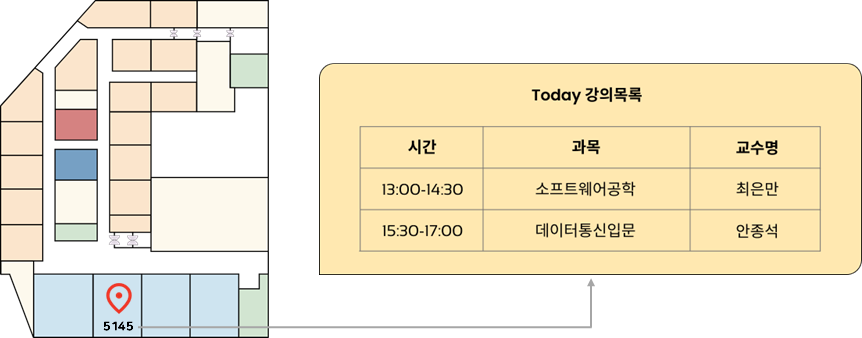 Today 강의목록
시간 과목 교수명
13:00-14:30 소프트웨어공학 최은만
15:30-17:00 데이터통신입문 안종석
5145